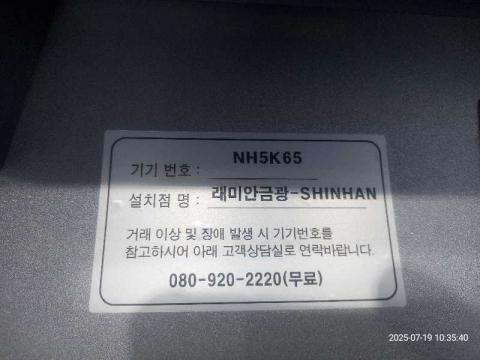 기기 번호 : NH5K65
설치점 명 : 래미안금광-SHINHAN
거래 이상 및 장애 발생 시 기기번호를
참고하시어 아래 고객상담실로 연락바랍니다.
080-920-2220(무료)
2025-07-19 10:35:40